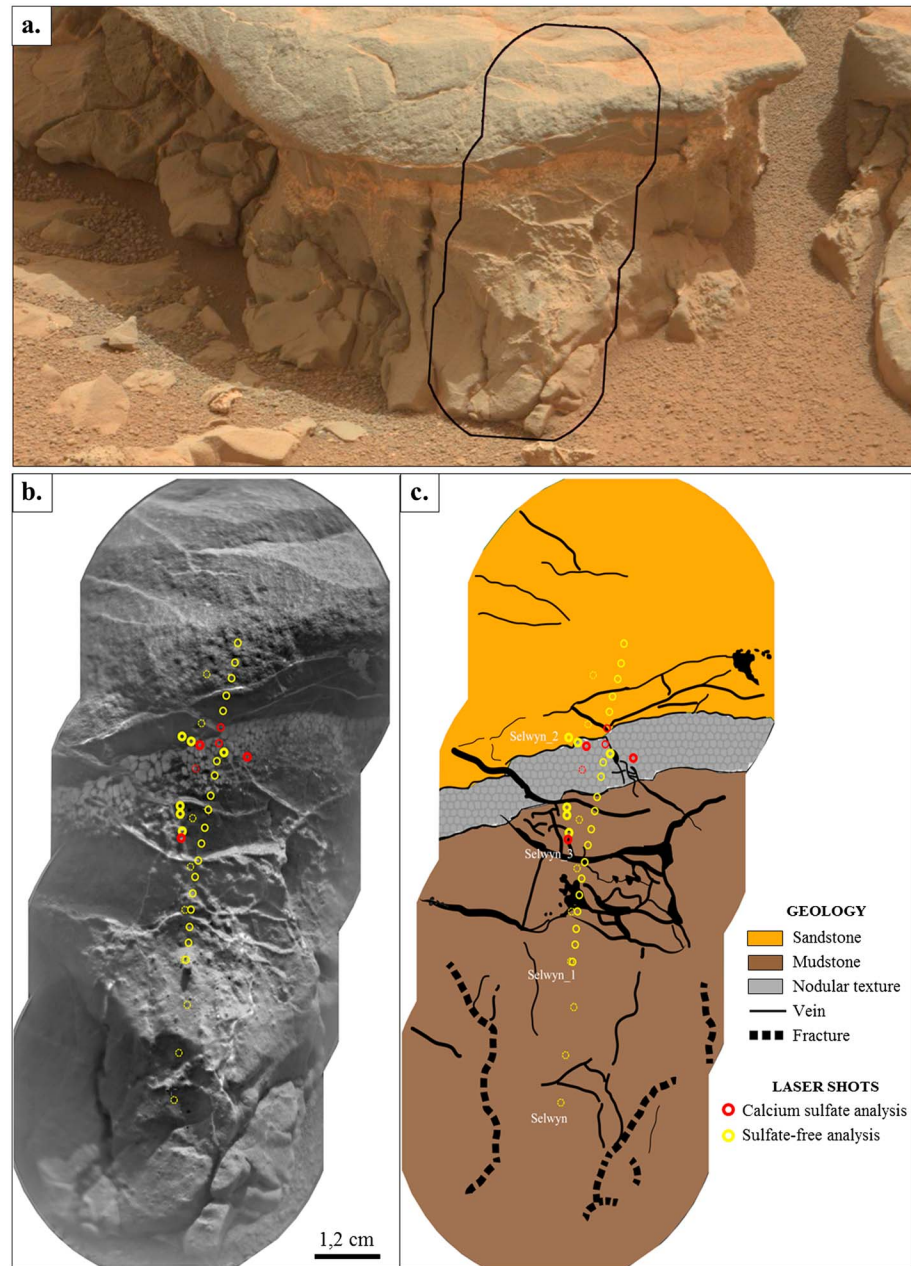 a.
b.
c.
Selwyn_2
Selwyn_3
Selwyn_1
Selwyn
GEOLOGY
Sandstone
Mudstone
Nodular texture
Vein
Fracture
LASER SHOTS
Calcium sulfate analysis
Sulfate-free analysis
1,2 cm